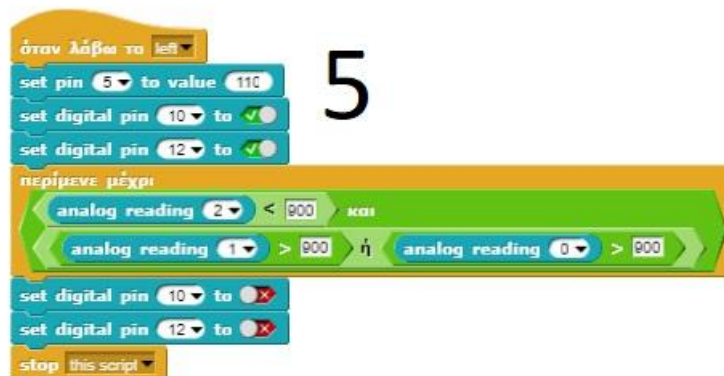 όταν λάβω το left
5
set pin 5 to value 110
set digital pin 10 to
set digital pin 12 to
περίμενε μέχρι
analog reading 2 < 900 και
analog reading 1 > 900 ή analog reading 0 > 900
set digital pin 10 to
set digital pin 12 to
stop this script